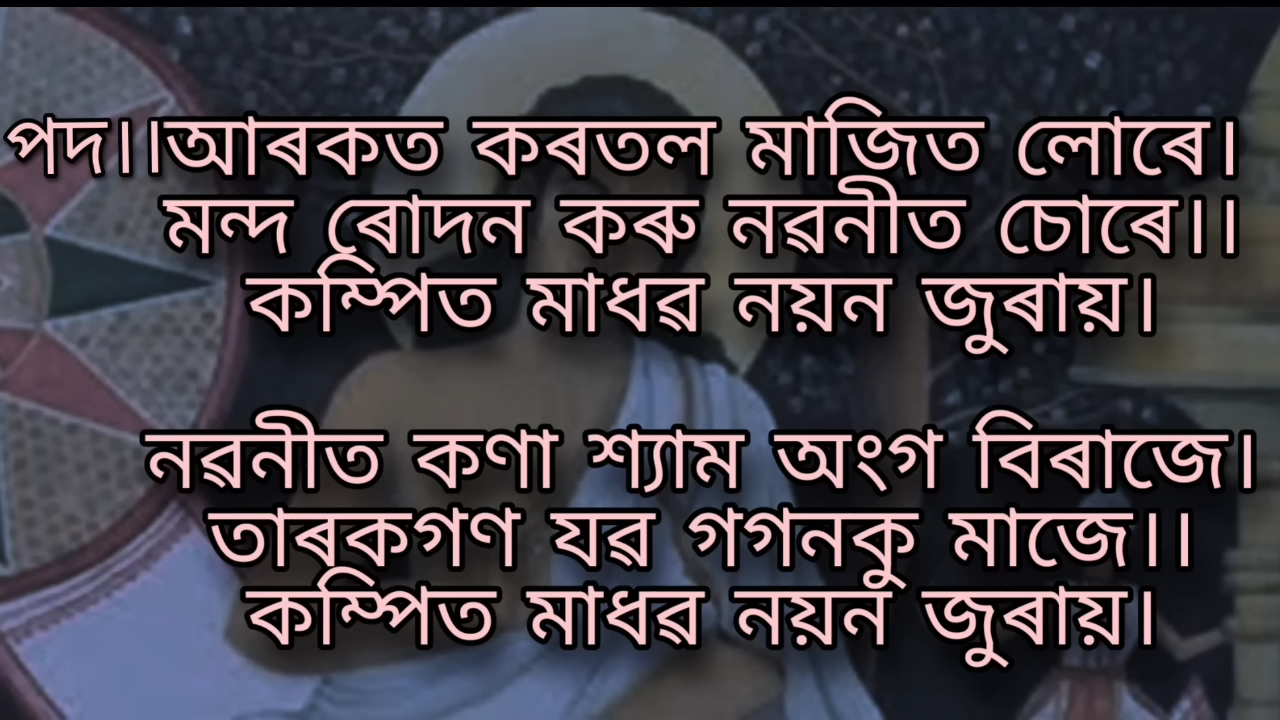 পদ।।আৰকত কৰতল মাজিত লোৰে।
মন্দ ৰোদন কৰু নৱনীত চোৰে।।
কম্পিত মাধৱ নয়ন জুৰায়।
নৱনীত কণা শ্যাম অংগ বিৰাজে।
তাৰকগণ যৱ গগনকু মাজে।।
কম্পিত মাধৱ নয়ন জুৰায়।